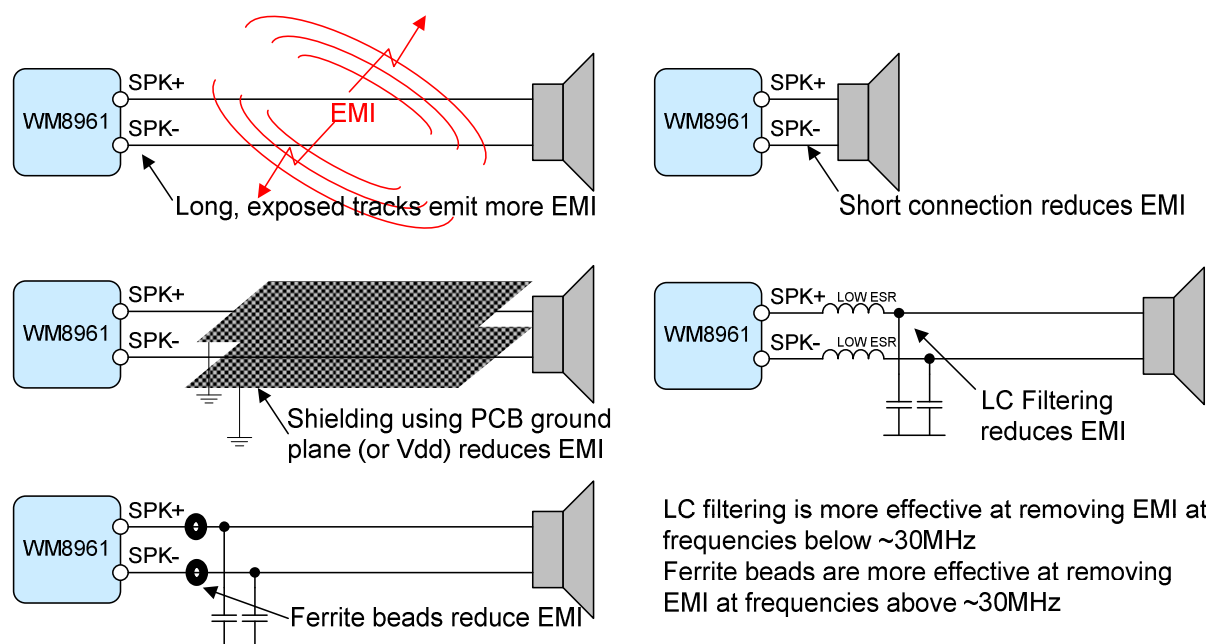 SPK+
WM8961
EMI
SPK-
Long, exposed tracks emit more EMI
SPK+
WM8961
SPK-
Short connection reduces EMI
SPK+
WM8961
SPK-
Shielding using PCB ground
plane (or Vdd) reduces EMI
SPK+
LOW ESR
WM8961
SPK-
LOW ESR
LC Filtering
reduces EMI
SPK+
WM8961
SPK-
Ferrite beads reduce EMI
LC filtering is more effective at removing EMI at
frequencies below ~30MHz
Ferrite beads are more effective at removing
EMI at frequencies above ~30MHz